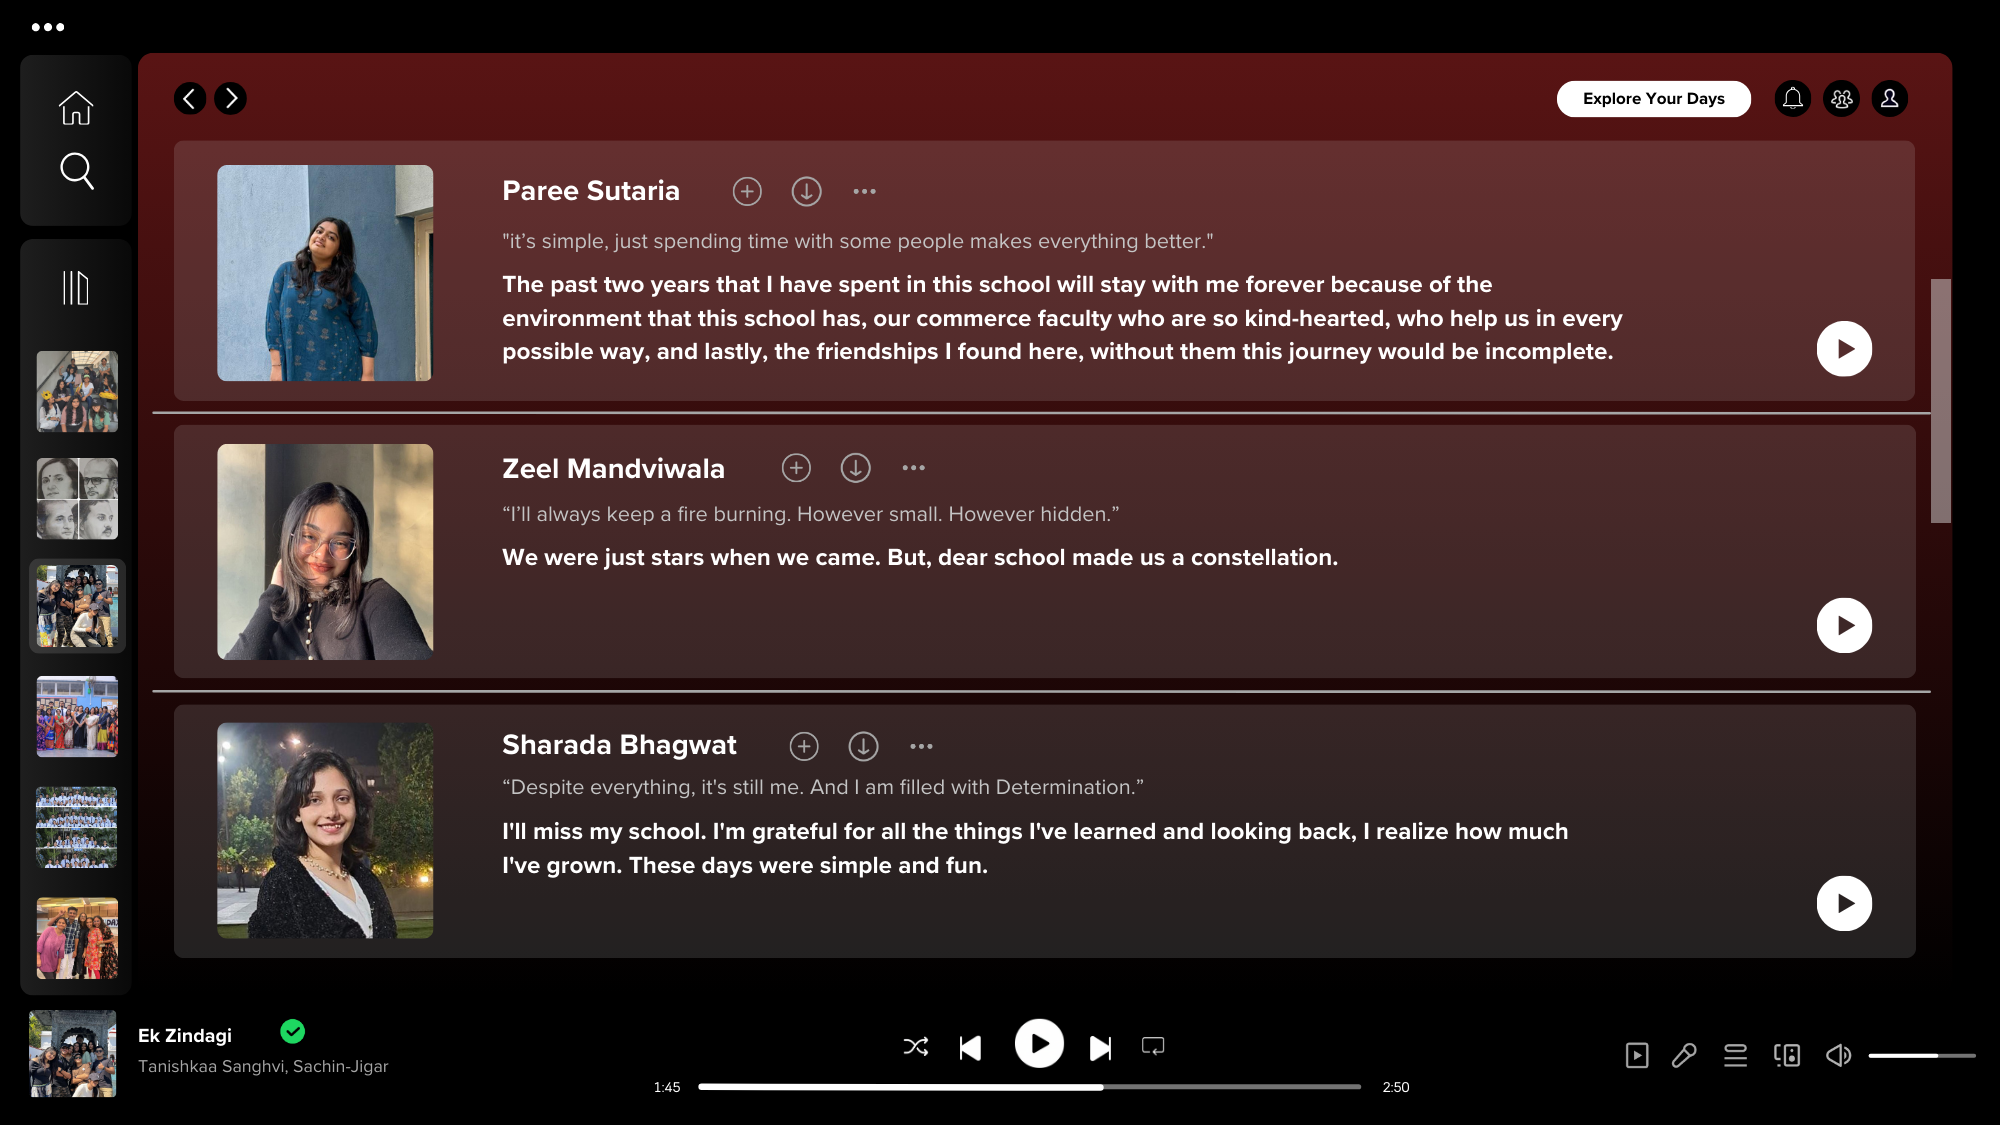 Explore Your Days
Paree Sutaria
"it’s simple, just spending time with some people makes everything better."
The past two years that I have spent in this school will stay with me forever because of the
environment that this school has, our commerce faculty who are so kind-hearted, who help us in every
possible way, and lastly, the friendships I found here, without them this journey would be incomplete.
Zeel Mandviwala
“I’ll always keep a fire burning. However small. However hidden.”
We were just stars when we came. But, dear school made us a constellation.
Sharada Bhagwat
“Despite everything, it's still me. And I am filled with Determination.”
I'll miss my school. I'm grateful for all the things I've learned and looking back, I realize how much
I've grown. These days were simple and fun.
Ek Zindagi
Tanishkaa Sanghvi, Sachin-Jigar
1:45
2:50